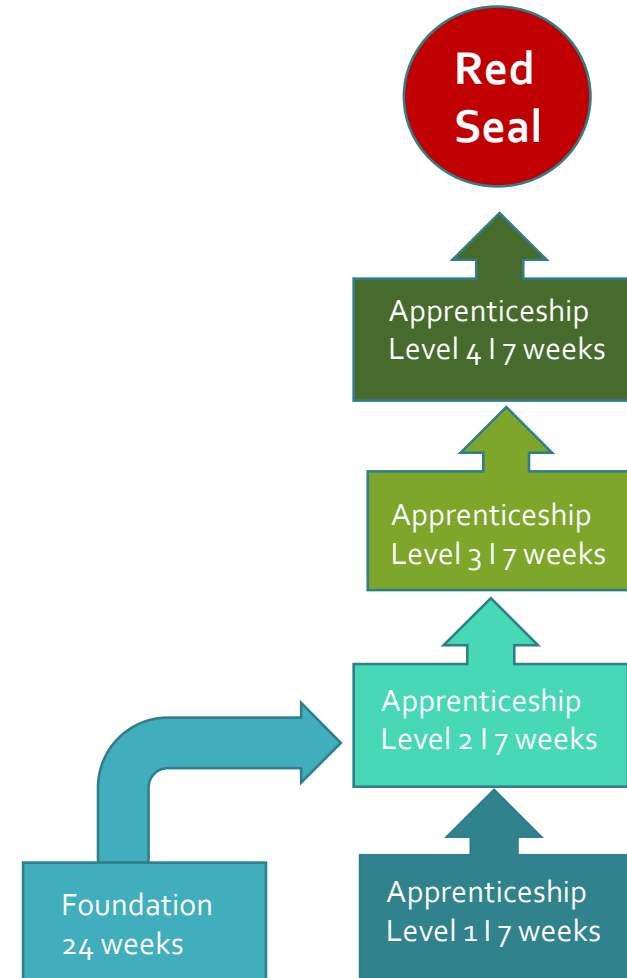 Red
Seal
Apprenticeship
Level 4 I 7 weeks
Apprenticeship
Level 3 I 7 weeks
Apprenticeship
Level 2 I 7 weeks
Foundation
24 weeks
Apprenticeship
Level 1 I 7 weeks